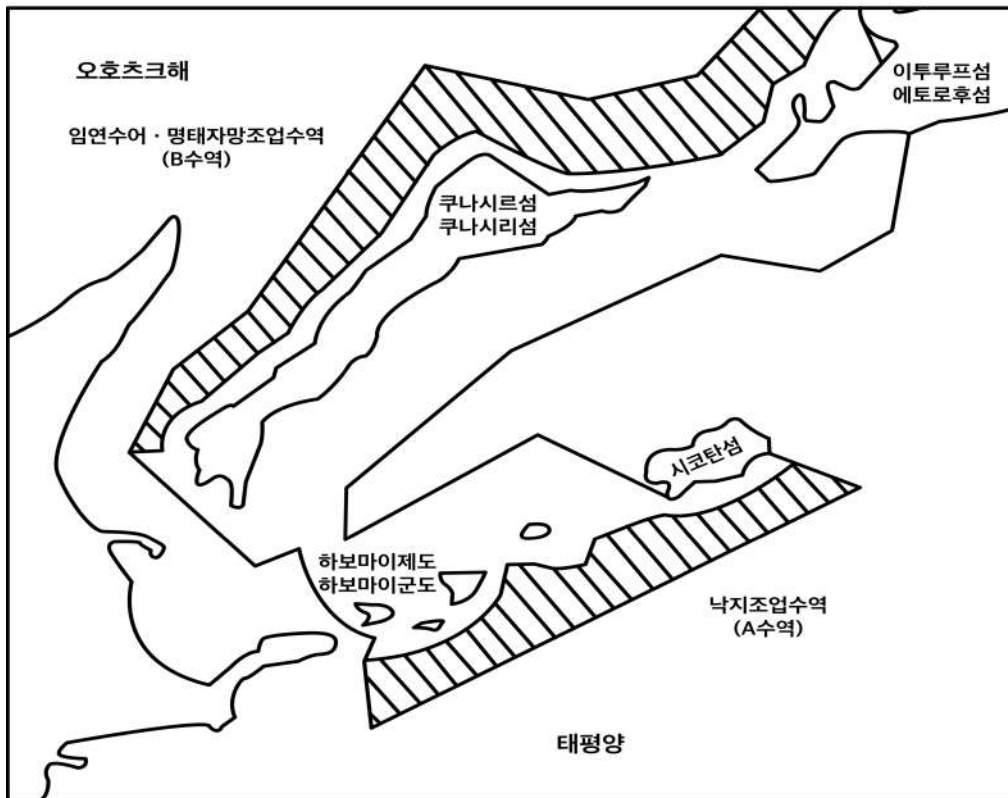 오호츠크해
이투루프섬
에토로후섬
임연수어 · 명태자망조업수역
(B수역)
쿠나시르섬
쿠나시리섬
시코탄섬
하보마이제도
하보마이군도
낙지조업수역
(A수역)
태평양